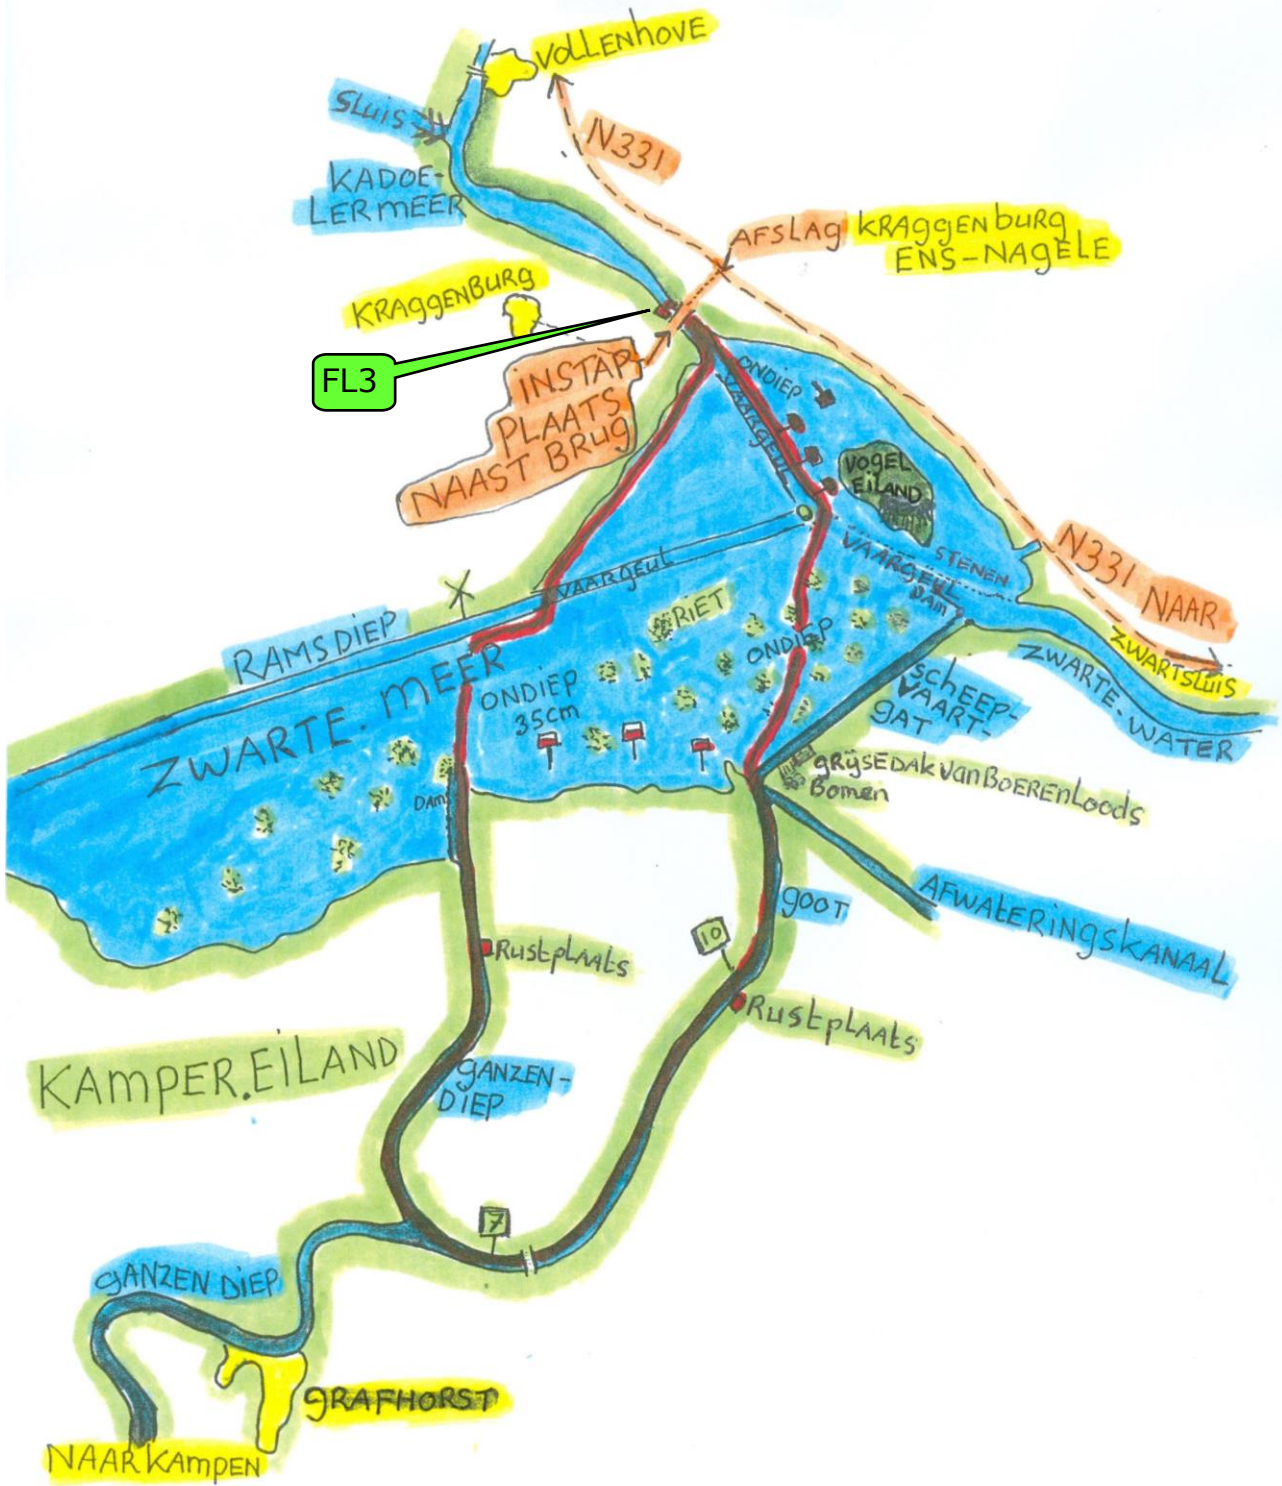 VOLLENhOVE
SLUIS
N331
KADOE-
LERMEER
AFSLAG KRAGGENBURG
ENS-NAGELE
KRAGGENBURG
FL3
INSTAP
PLAATS
NAAST BRUG
ONDIEP
VAARGEUL
VOGEL
EILAND
VAARGEUL
VAARGEUL
STENEN
DAM
N331 NAAR
ZWARTSLUIS
RIET
RAMSDIEP
ZWARTE. MEER
ONDIEP
35cm
ONDIEP
SCHEEP-
VAART-
GAT
ZWARTE-WATER
DAM
GRIJSE DAK VAN BOERENLOODS
Bomen
GOOT
AFWATERINGSKANAAL
10
RustplAAts
RustplAAts
KAMPER.EILAND
GANZEN-
DIEP
7
GANZEN DIEP
GRAFHORST
NAAR KAMPEN